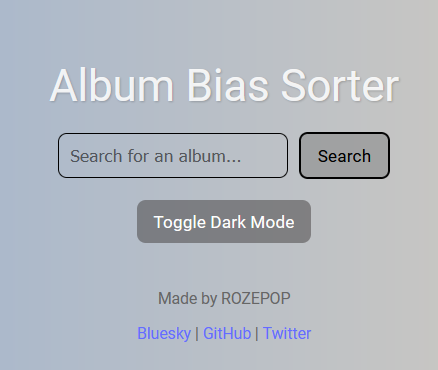 Album Bias Sorter
Search for an album...
Search
Toggle Dark Mode
Made by ROZEPOP
Bluesky | GitHub | Twitter